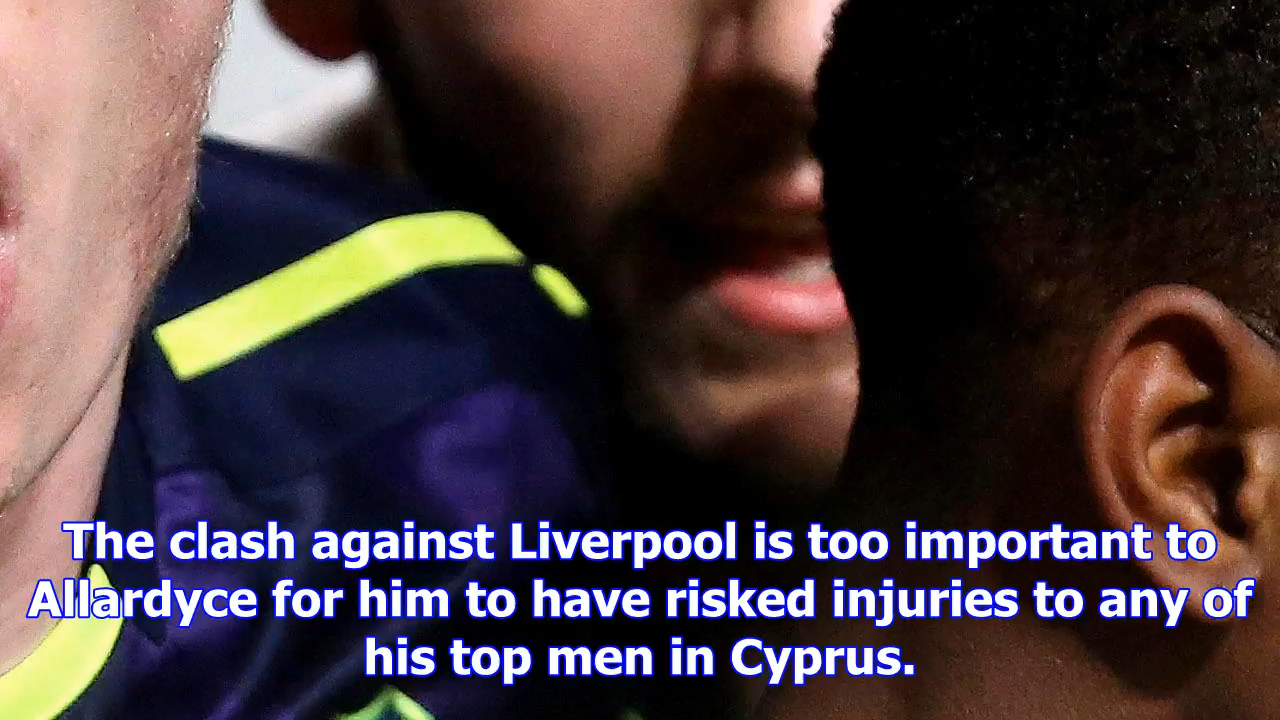 The clash against Liverpool is too important to
Allardyce for him to have risked injuries to any of
his top men in Cyprus.